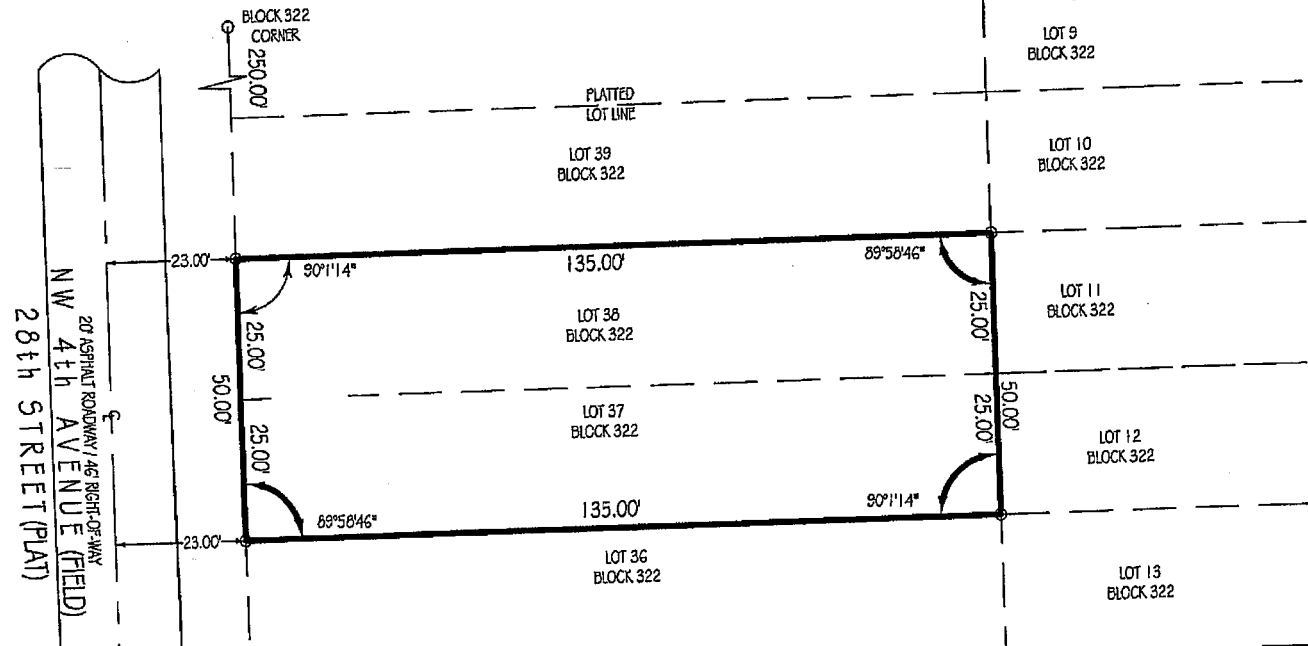 BLOCK 322
CORNER
250.00'
PLATTED
LOT LINE
LOT 9
BLOCK 322
LOT 39
BLOCK 322
LOT 10
BLOCK 322
23.00'
90°1'14"
135.00'
89°58'46"
25.00'
25.00'
LOT 38
BLOCK 322
LOT 11
BLOCK 322
50.00'
50.00'
LOT 37
BLOCK 322
25.00'
25.00'
LOT 12
BLOCK 322
89°58'46"
135.00'
90°1'14"
23.00'
LOT 36
BLOCK 322
LOT 13
BLOCK 322
20' ASPHALT ROADWAY / 46' RIGHT-OF-WAY
NW 4th AVENUE (FIELD)
28th STREET (PLAT)
℄